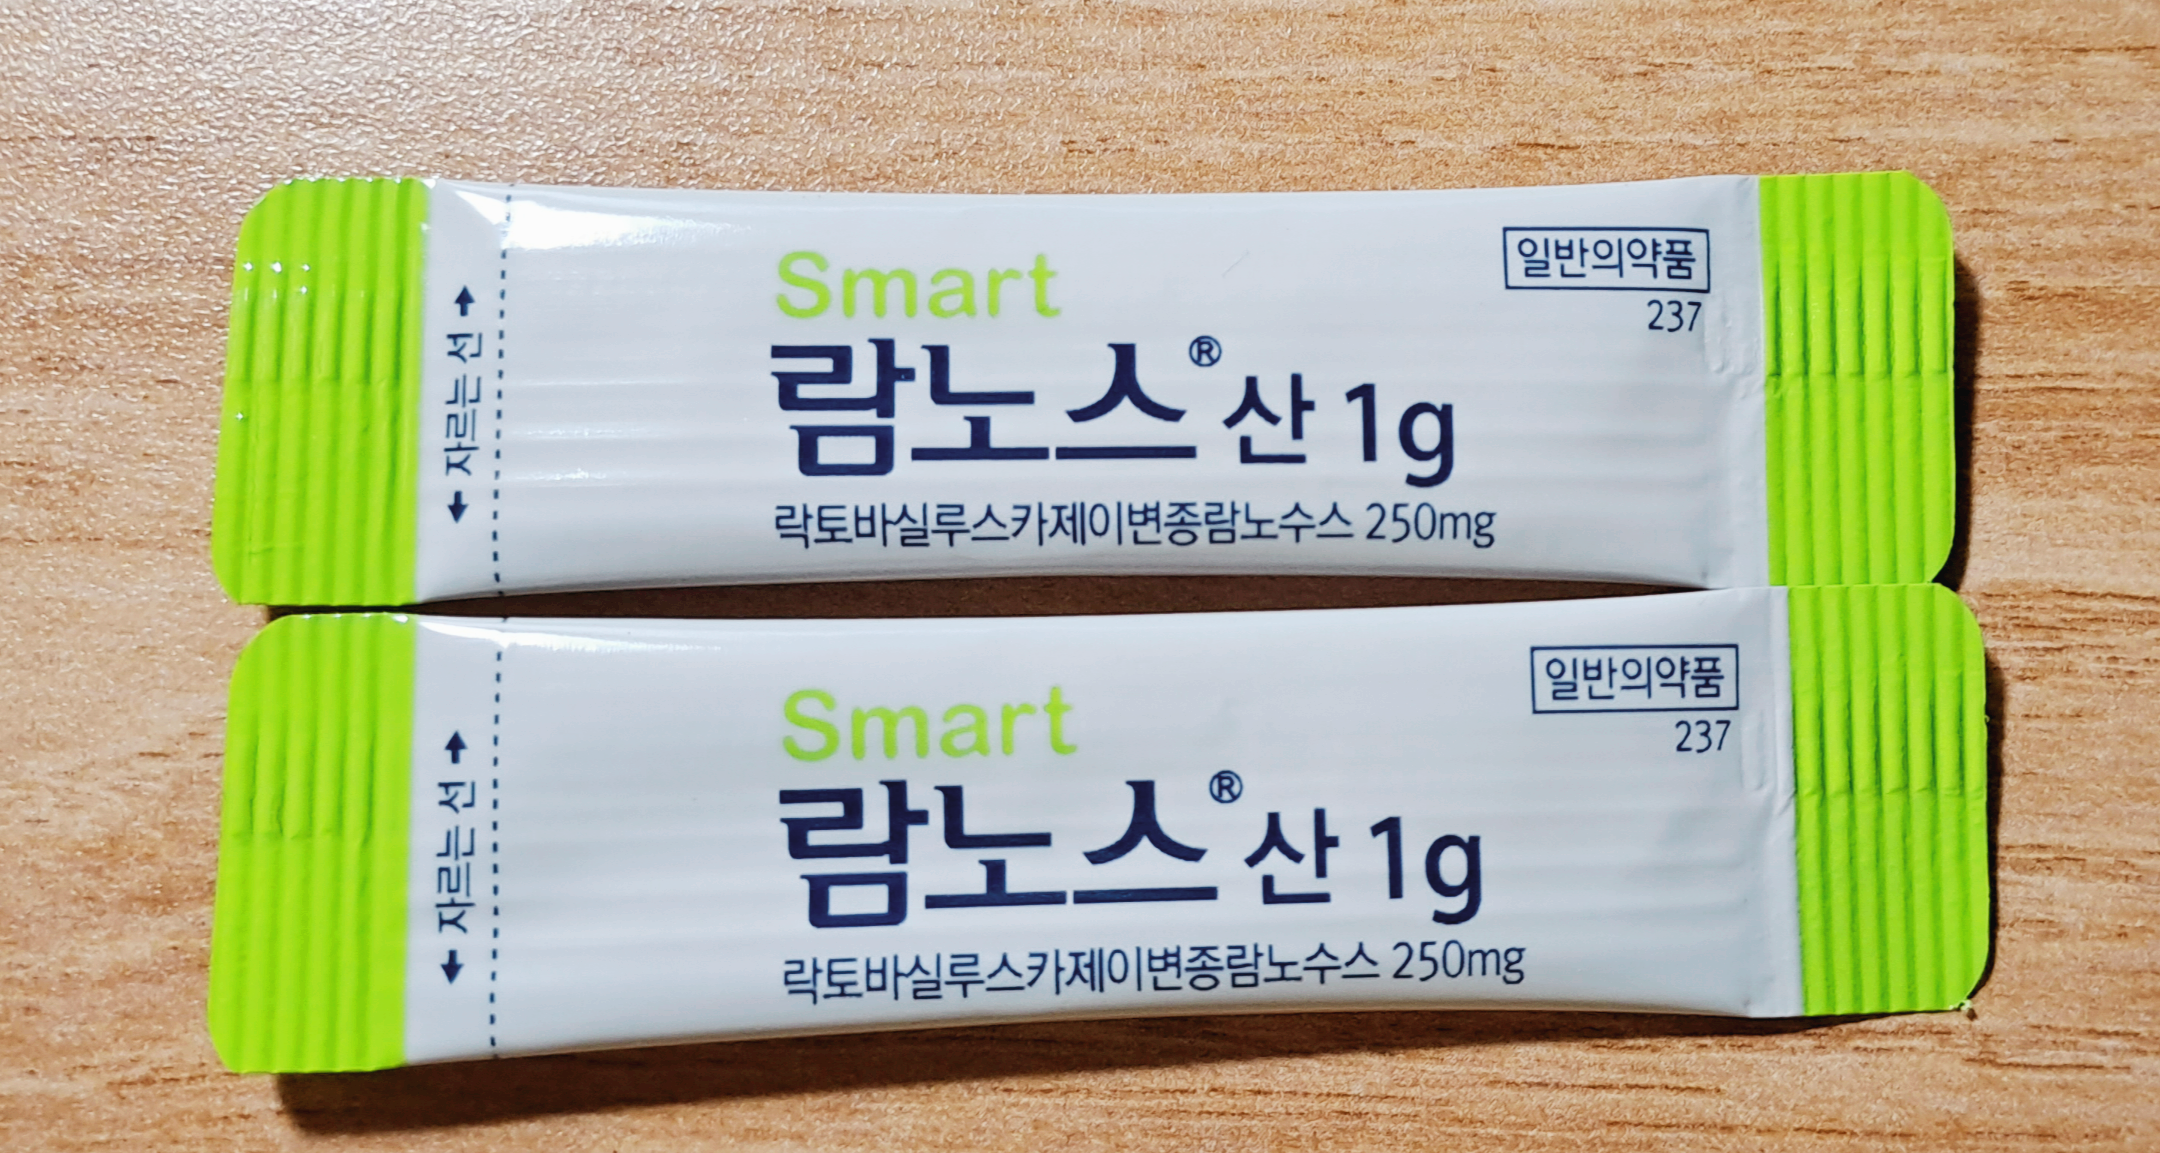 ← 자르는 선 →
Smart
람노스® 산 1g
락토바실루스카제이변종람노수스 250mg
일반의약품
237
← 자르는 선 →
Smart
람노스® 산 1g
락토바실루스카제이변종람노수스 250mg
일반의약품
237